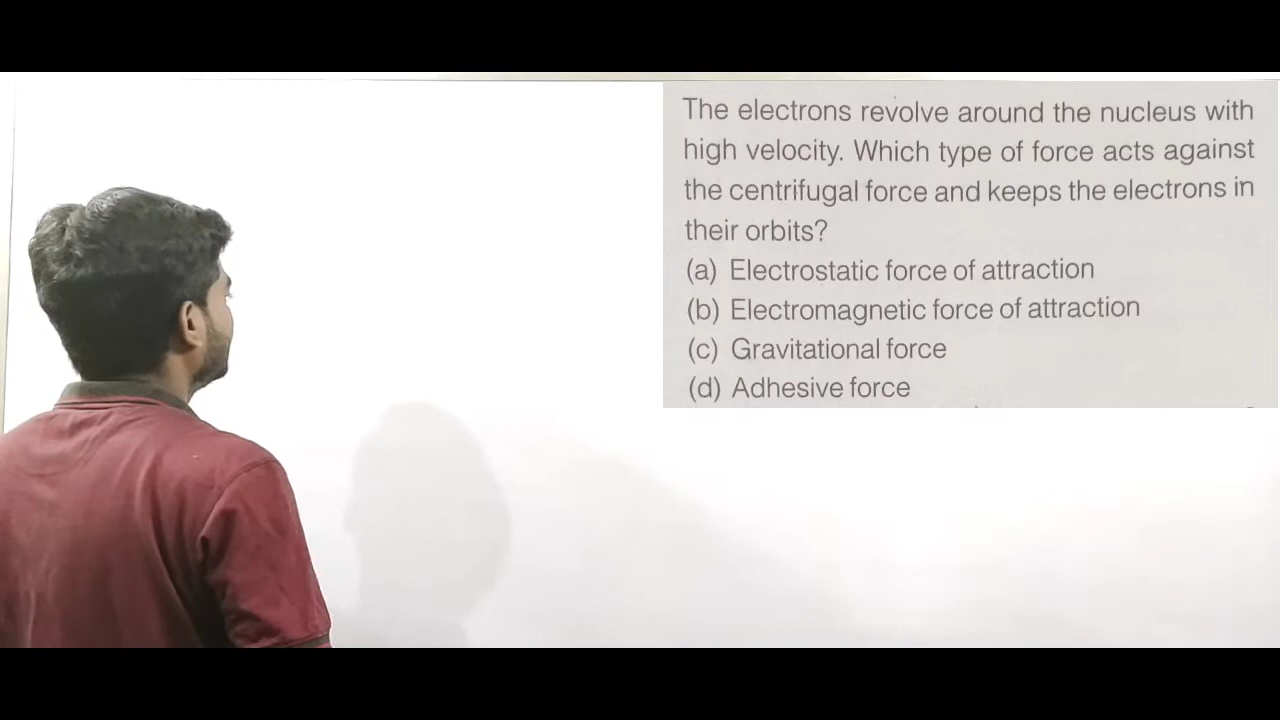 The electrons revolve around the nucleus with
high velocity. Which type of force acts against
the centrifugal force and keeps the electrons in
their orbits?
(a) Electrostatic force of attraction
(b) Electromagnetic force of attraction
(c) Gravitational force
(d) Adhesive force